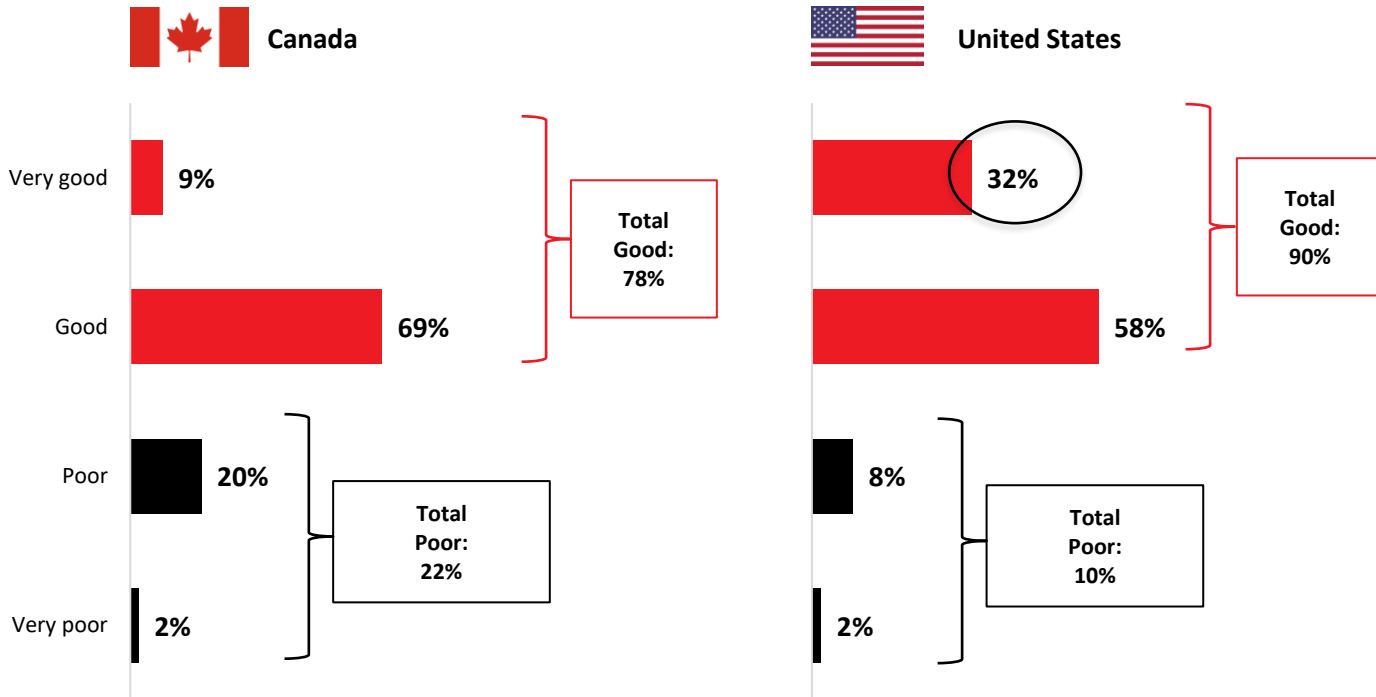 Canada
Very good
9%
Good
69%
Total
Good:
78%
Poor
20%
Very poor
2%
Total
Poor:
22%
United States
32%
58%
Total
Good:
90%
8%
2%
Total
Poor:
10%